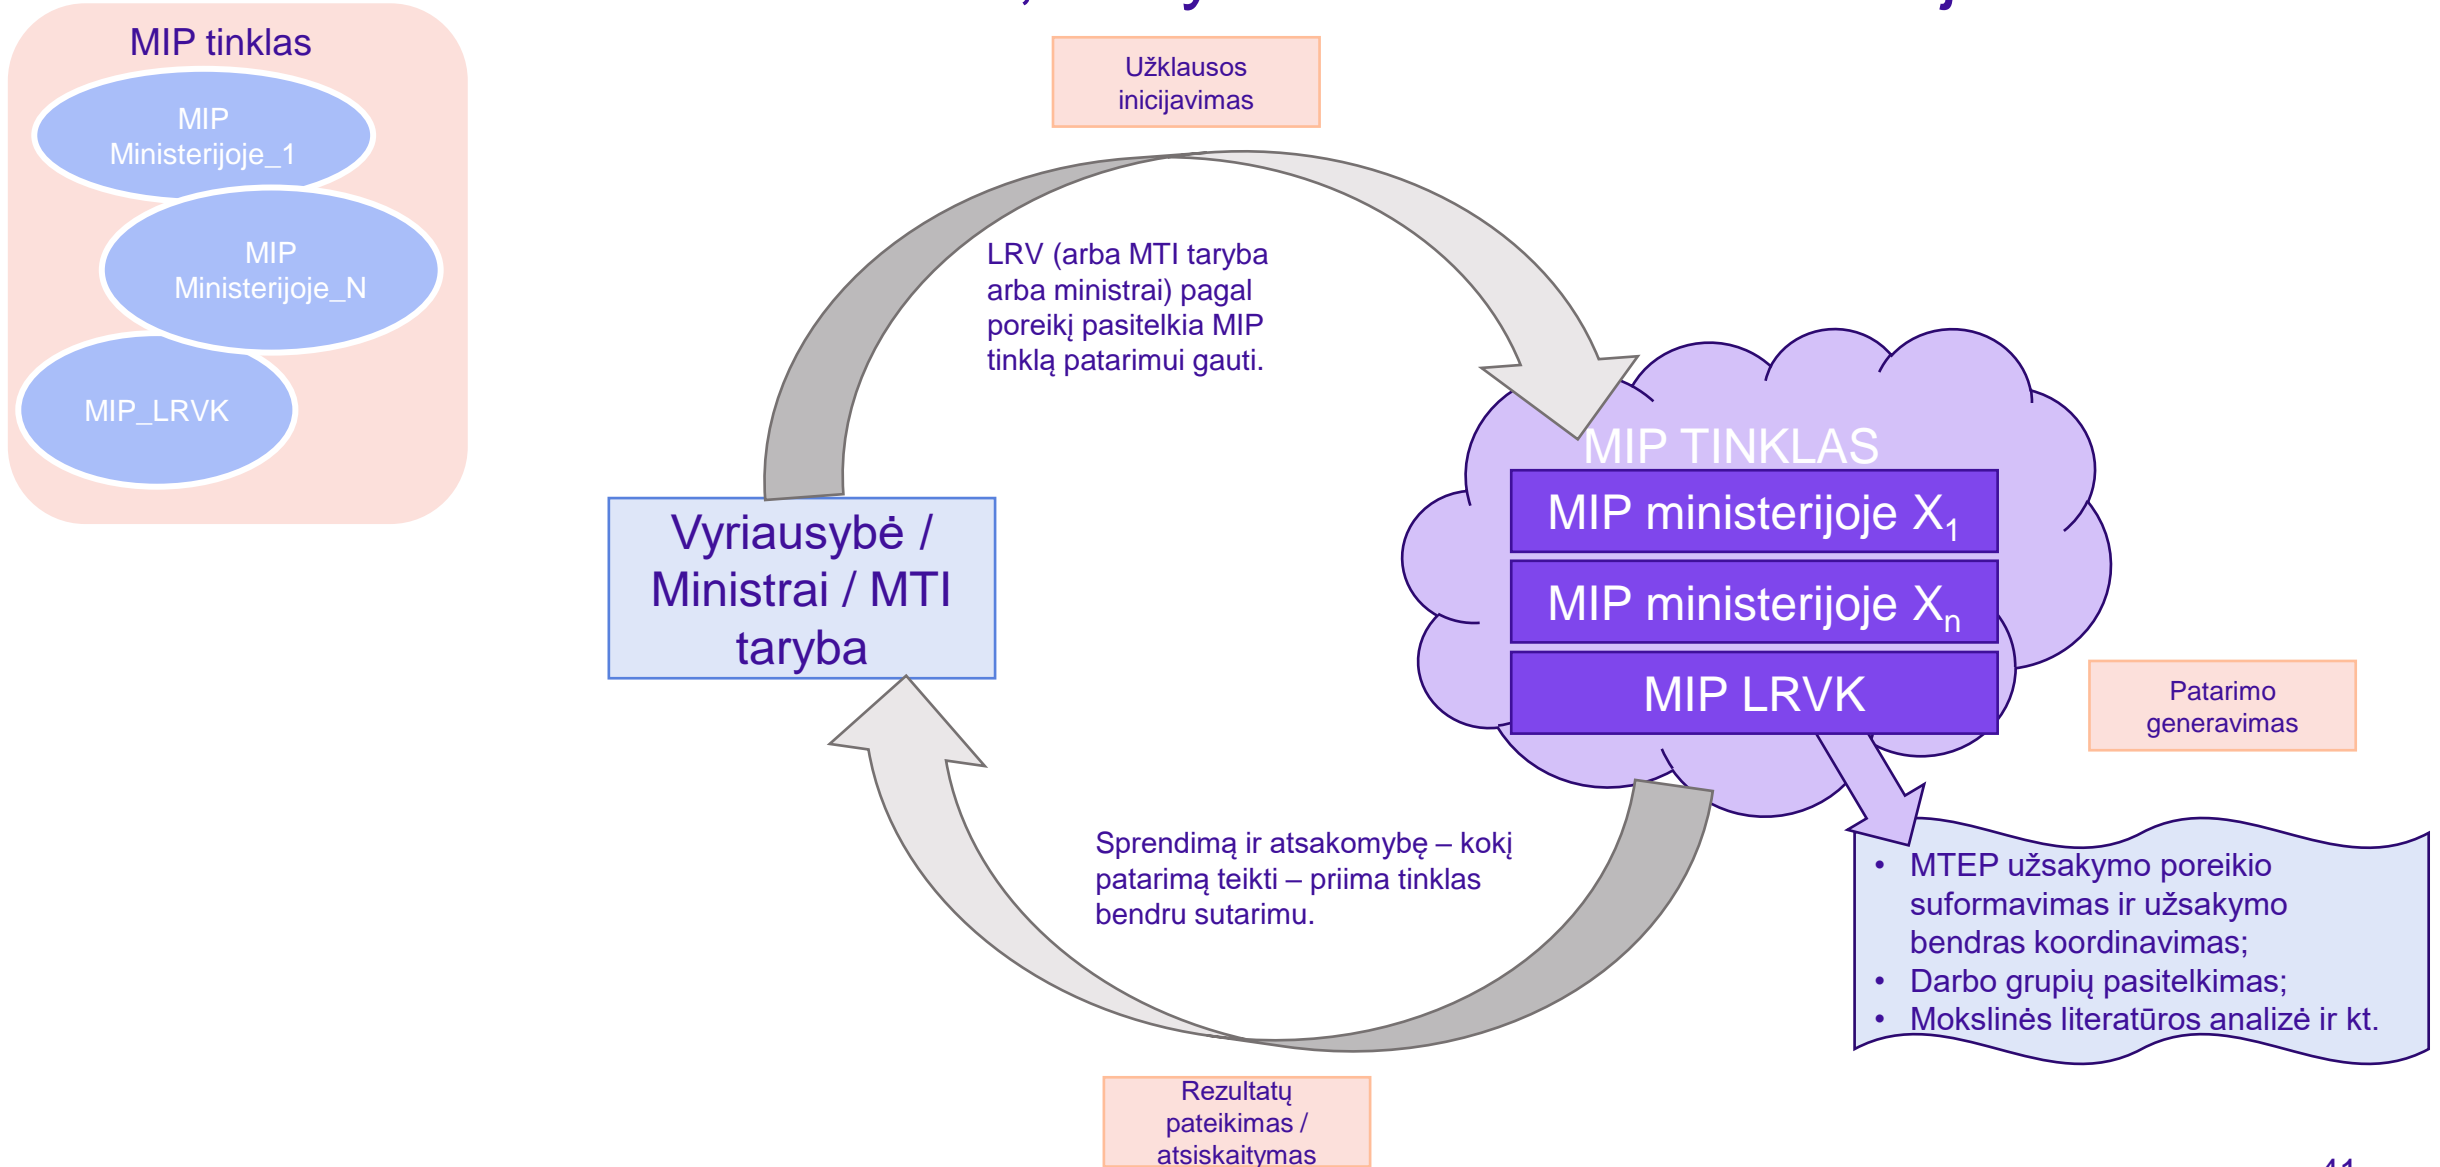 MIP tinklas
MIP
Ministerijoje_1
MIP
Ministerijoje_N
MIP_LRVK
Užklausos
inicijavimas
LRV (arba MTI taryba
arba ministrai) pagal
poreikį pasitelkia MIP
tinklą patarimui gauti.
Vyriausybė /
Ministrai / MTI
taryba
MIP TINKLAS
MIP ministerijoje X₁
MIP ministerijoje Xₙ
MIP LRVK
Patarimo
generavimas
Sprendimą ir atsakomybę – kokį
patarimą teikti – priima tinklas
bendru sutarimu.
• MTEP užsakymo poreikio
suformavimas ir užsakymo
bendras koordinavimas;
• Darbo grupių pasitelkimas;
• Mokslinės literatūros analizė ir kt.
Rezultatų
pateikimas /
atsiskaitymas
41